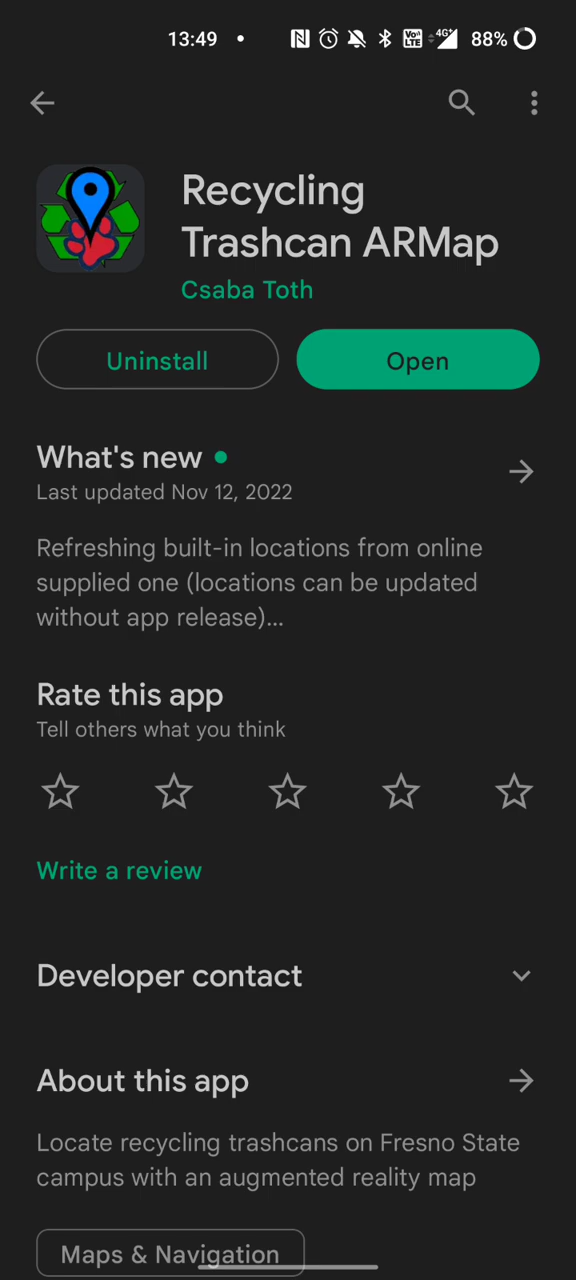 13:49
Vo LTE
4G+
88%
Recycling
Trashcan ARMap
Csaba Toth
Uninstall
Open
What's new
Last updated Nov 12, 2022
Refreshing built-in locations from online
supplied one (locations can be updated
without app release)...
Rate this app
Tell others what you think
Write a review
Developer contact
About this app
Locate recycling trashcans on Fresno State
campus with an augmented reality map
Maps & Navigation